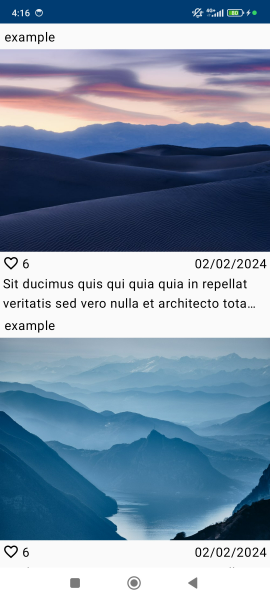 4:16
example
6
02/02/2024
Sit ducimus quis qui quia quia in repellat
veritatis sed vero nulla et architecto tota…
example
6
02/02/2024